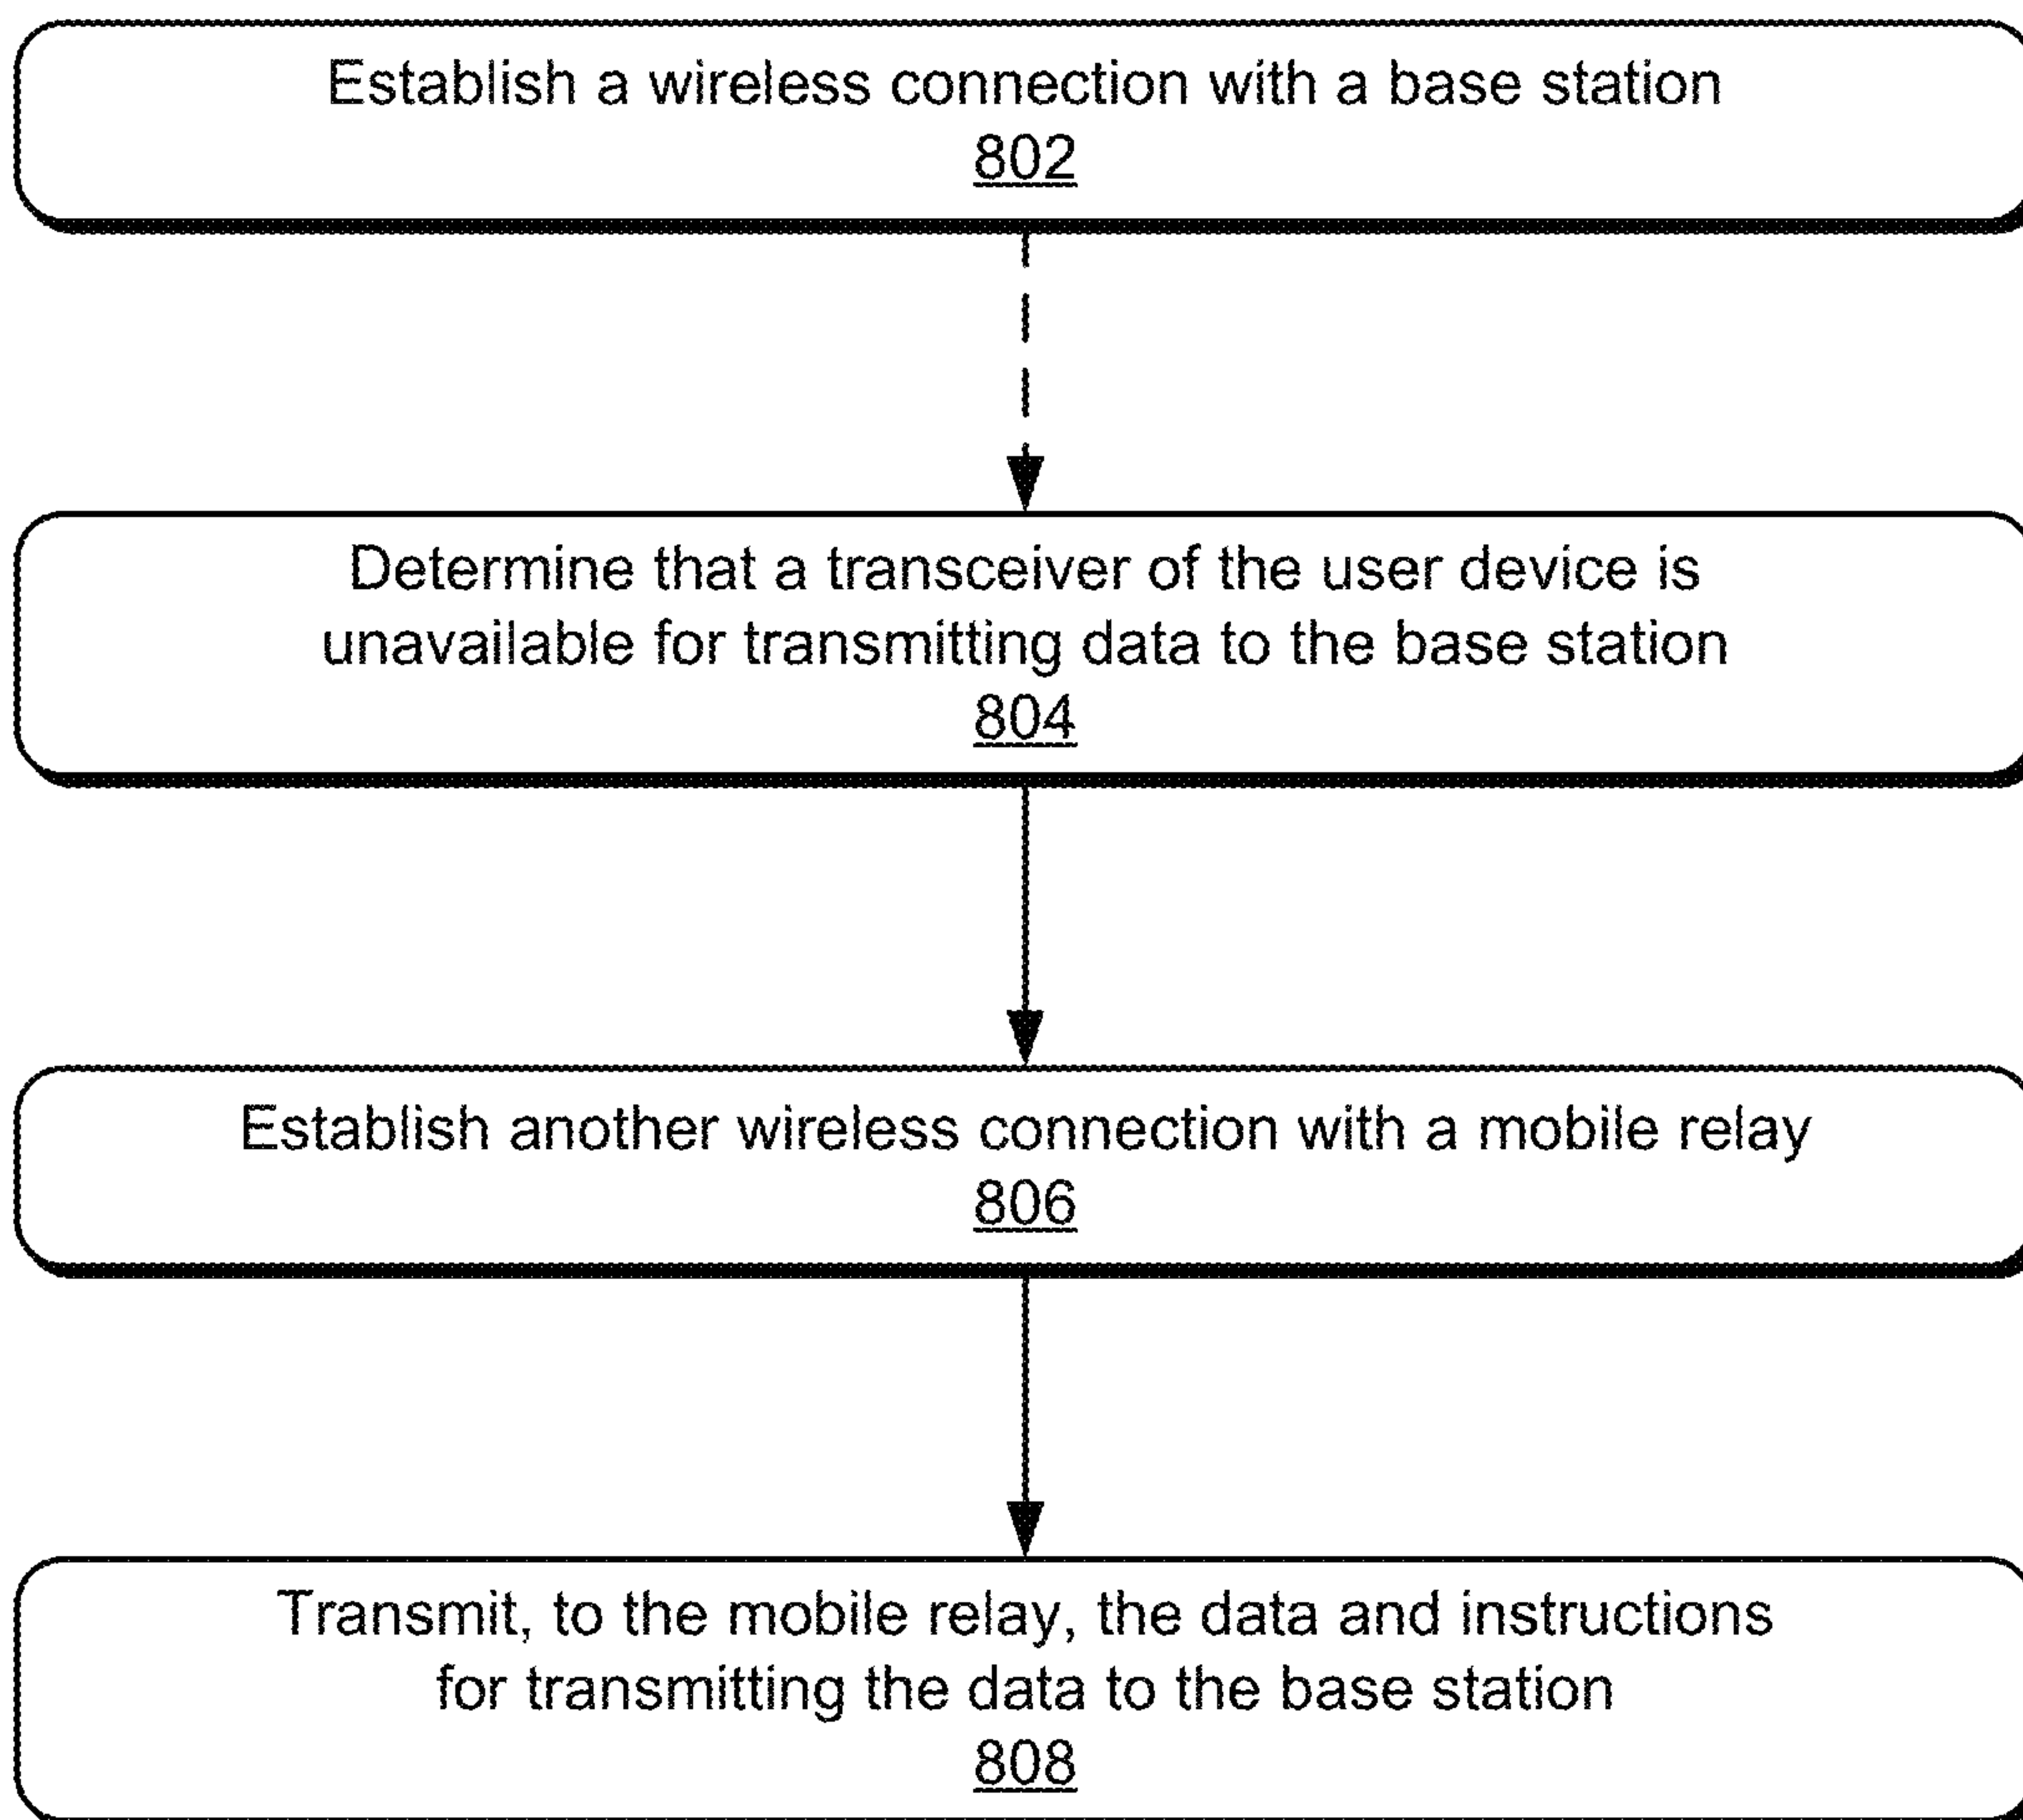 Establish a wireless connection with a base station
802
Determine that a transceiver of the user device is
unavailable for transmitting data to the base station
804
Establish another wireless connection with a mobile relay
806
Transmit, to the mobile relay, the data and instructions
for transmitting the data to the base station
808